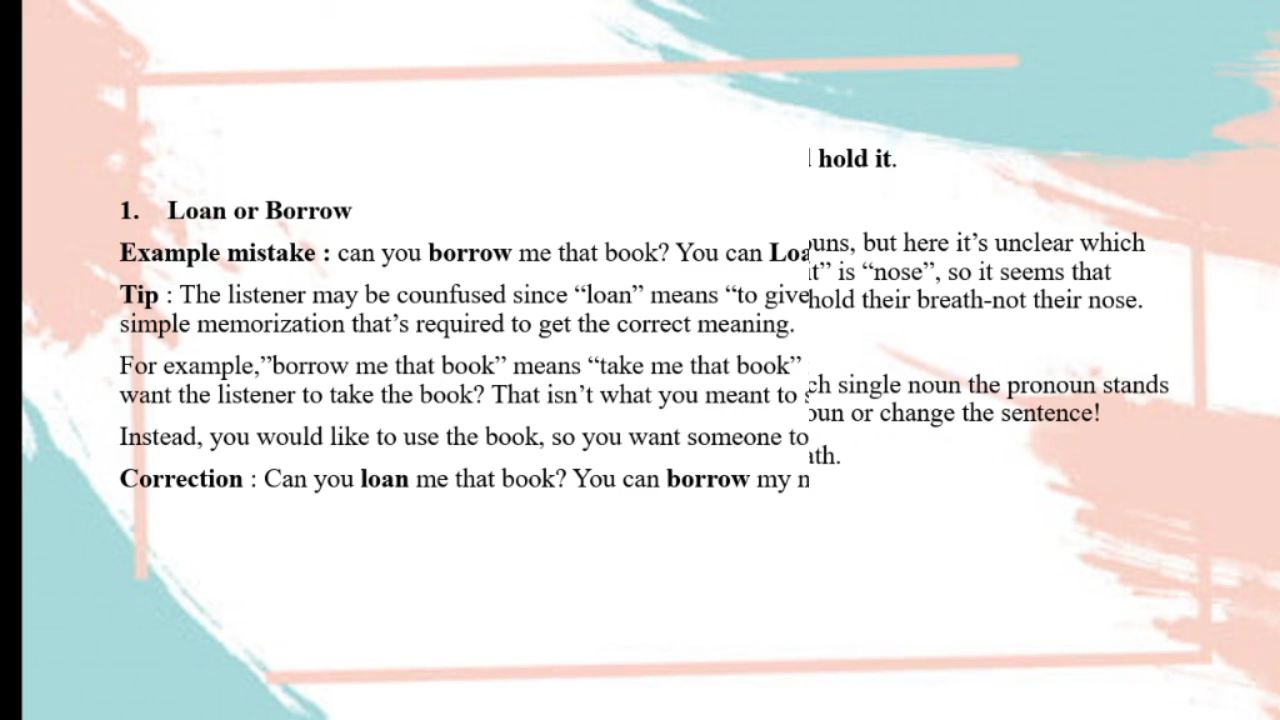 1. Loan or Borrow
Example mistake : can you borrow me that book? You can
Tip : The listener may be counfused since “loan” means “to give
simple memorization that’s required to get the correct meaning.
For example,”borrow me that book” means “take me that book”
want the listener to take the book? That isn’t what you meant to
Instead, you would like to use the book, so you want someone to
Correction : Can you loan me that book? You can borrow my
hold it.
but here it’s unclear which
is “nose”, so it seems that
hold their breath-not their nose.
single noun the pronoun stands
or change the sentence!